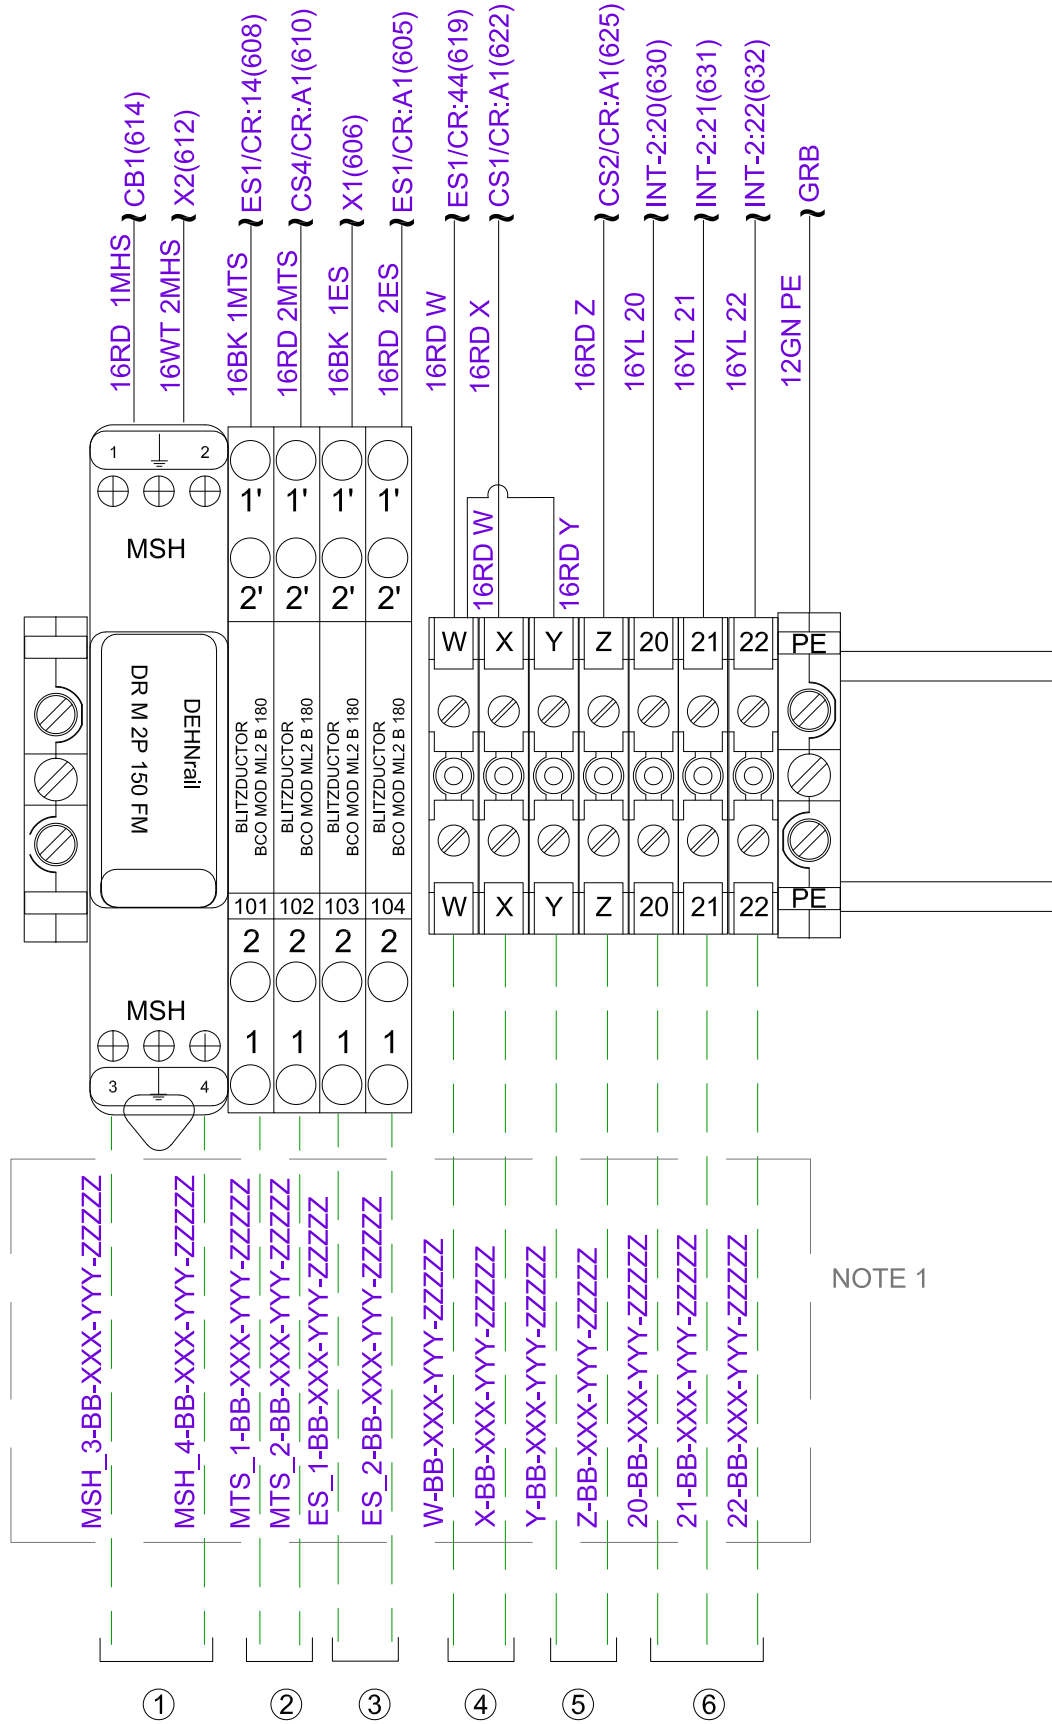 CB1(614)
X2(612)
ES1/CR:14(608)
CS4/CR:A1(610)
X1(606)
ES1/CR:A1(605)
ES1/CR:44(619)
CS1/CR:A1(622)
CS2/CR:A1(625)
INT-2:20(630)
INT-2:21(631)
INT-2:22(632)
GRB
16RD 1MHS
16WT 2MHS
16BK 1MTS
16RD 2MTS
16BK 1ES
16RD 2ES
16RD W
16RD X
16RD Z
16YL 20
16YL 21
16YL 22
12GN PE
1 2
1' 1' 1' 1'
16RD W
16RD Y
MSH
2' 2' 2' 2'
W X Y Z 20 21 22 PE
DEHNrail
DR M 2P 150 FM
BLITZDUCTOR
BCO MOD ML2 B 180
BLITZDUCTOR
BCO MOD ML2 B 180
BLITZDUCTOR
BCO MOD ML2 B 180
BLITZDUCTOR
BCO MOD ML2 B 180
101 102 103 104
W X Y Z 20 21 22 PE
2 2 2 2
MSH
1 1 1 1
3 4
MSH_3-BB-XXX-YYY-ZZZZZ
MSH_4-BB-XXX-YYY-ZZZZZ
MTS_1-BB-XXX-YYY-ZZZZZ
MTS_2-BB-XXX-YYY-ZZZZZ
ES_1-BB-XXX-YYY-ZZZZZ
ES_2-BB-XXX-YYY-ZZZZZ
W-BB-XXX-YYY-ZZZZZ
X-BB-XXX-YYY-ZZZZZ
Y-BB-XXX-YYY-ZZZZZ
Z-BB-XXX-YYY-ZZZZZ
20-BB-XXX-YYY-ZZZZZ
21-BB-XXX-YYY-ZZZZZ
22-BB-XXX-YYY-ZZZZZ
NOTE 1
1 2 3 4 5 6